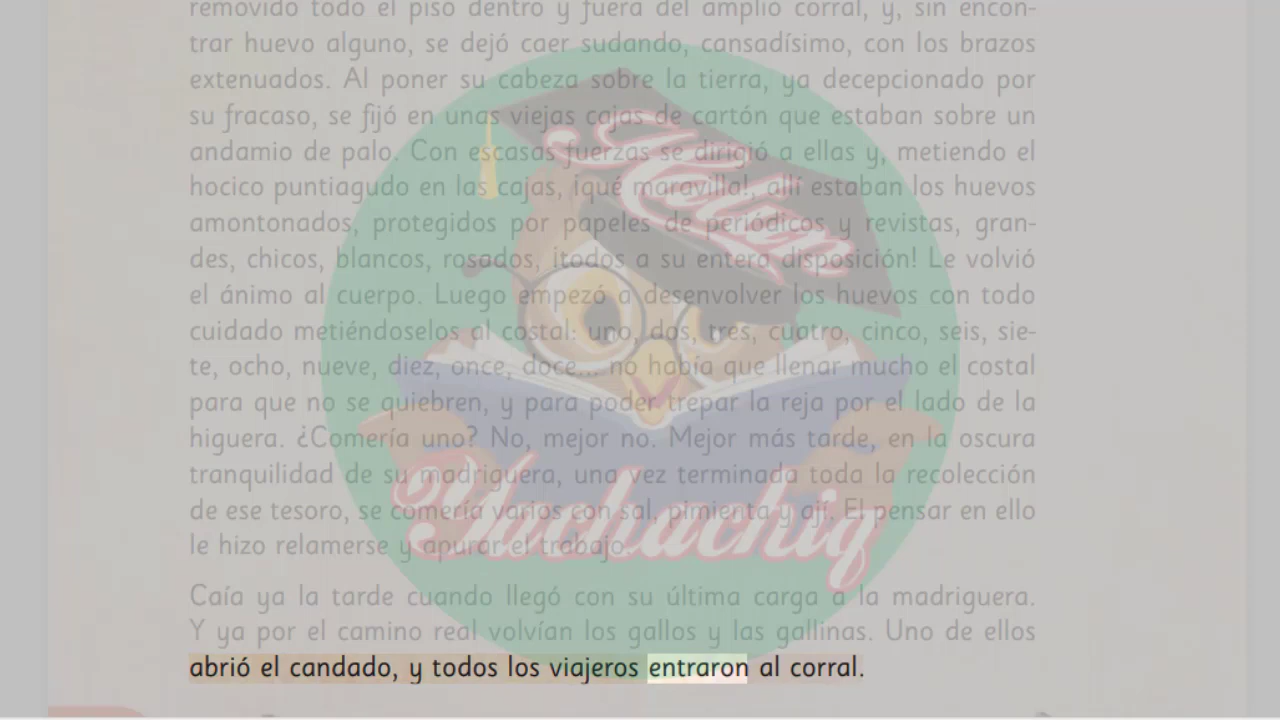 removido todo el piso dentro y fuera del amplio corral, y, sin encon-
trar huevo alguno, se dejó caer sudando, cansadísimo, con los brazos
extenuados. Al poner su cabeza sobre la tierra, ya decepcionado por
su fracaso, se fijó en unas viejas cajas de cartón que estaban sobre un
andamio de palo. Con escasas fuerzas se dirigió a ellas y, metiendo el
hocico puntiagudo en las cajas, ¡qué maravilla!, allí estaban los huevos
amontonados, protegidos por papeles de periódicos y revistas, gran-
des, chicos, blancos, rosados, ¡todos a su entera disposición! Le volvió
el ánimo al cuerpo. Luego empezó a desenvolver los huevos con todo
cuidado metiéndoselos al costal: uno, dos, tres, cuatro, cinco, seis, sie-
te, ocho, nueve, diez, once, doce... no había que llenar mucho el costal
para que no se quiebren, y para poder trepar la reja por el lado de la
higuera. ¿Comería uno? No, mejor no. Mejor más tarde, en la oscura
tranquilidad de su madriguera, una vez terminada toda la recolección
de ese tesoro, se comería varios con sal, pimienta y ají. El pensar en ello
le hizo relamerse y apurar el trabajo.
Caía ya la tarde cuando llegó con su última carga a la madriguera.
Y ya por el camino real volvían los gallos y las gallinas. Uno de ellos
abrió el candado, y todos los viajeros entraron al corral.
Yuchachiq